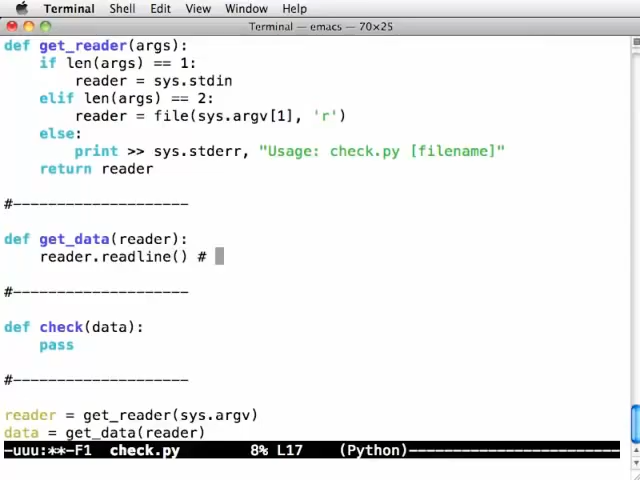 Terminal Shell Edit View Window Help
Terminal — emacs — 70×25
def get_reader(args):
    if len(args) == 1:
        reader = sys.stdin
    elif len(args) == 2:
        reader = file(sys.argv[1], 'r')
    else:
        print >> sys.stderr, "Usage: check.py [filename]"
    return reader
#--------------------
def get_data(reader):
    reader.readline() #
#--------------------
def check(data):
    pass
#--------------------
reader = get_reader(sys.argv)
data = get_data(reader)
-uuu:**-F1  check.py        8% L17    (Python)--------------------------